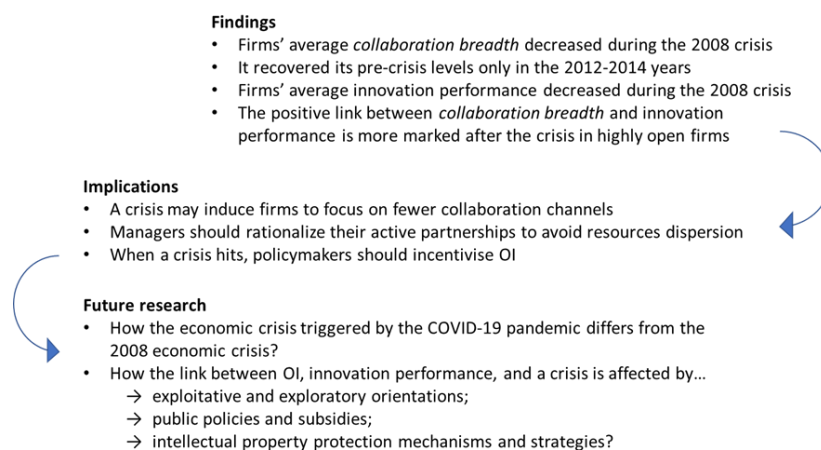 Findings
• Firms' average collaboration breadth decreased during the 2008 crisis
• It recovered its pre-crisis levels only in the 2012-2014 years
• Firms' average innovation performance decreased during the 2008 crisis
• The positive link between collaboration breadth and innovation
performance is more marked after the crisis in highly open firms
Implications
• A crisis may induce firms to focus on fewer collaboration channels
• Managers should rationalize their active partnerships to avoid resources dispersion
• When a crisis hits, policymakers should incentivise OI
Future research
• How the economic crisis triggered by the COVID-19 pandemic differs from the
2008 economic crisis?
• How the link between OI, innovation performance, and a crisis is affected by…
→ exploitative and exploratory orientations;
→ public policies and subsidies;
→ intellectual property protection mechanisms and strategies?